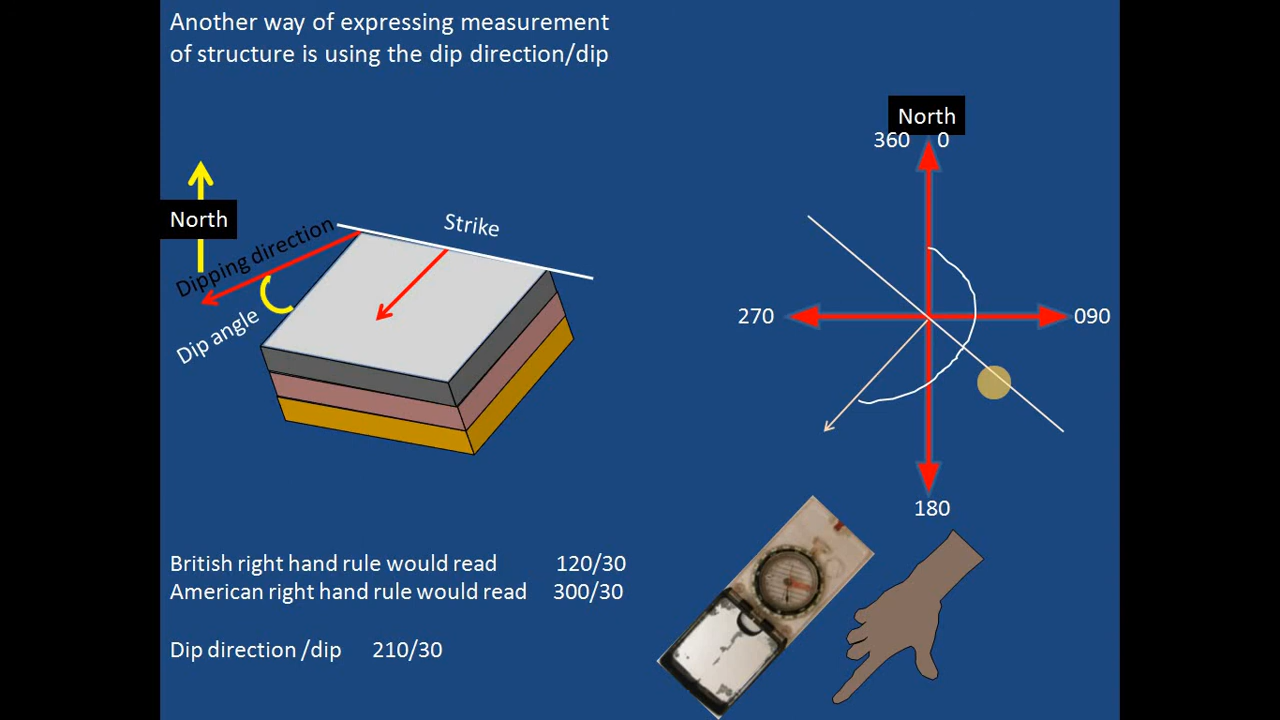 Another way of expressing measurement
of structure is using the dip direction/dip
North
Dipping direction
Dip angle
Strike
North
360 0
270
090
180
British right hand rule would read 120/30
American right hand rule would read 300/30
Dip direction /dip 210/30